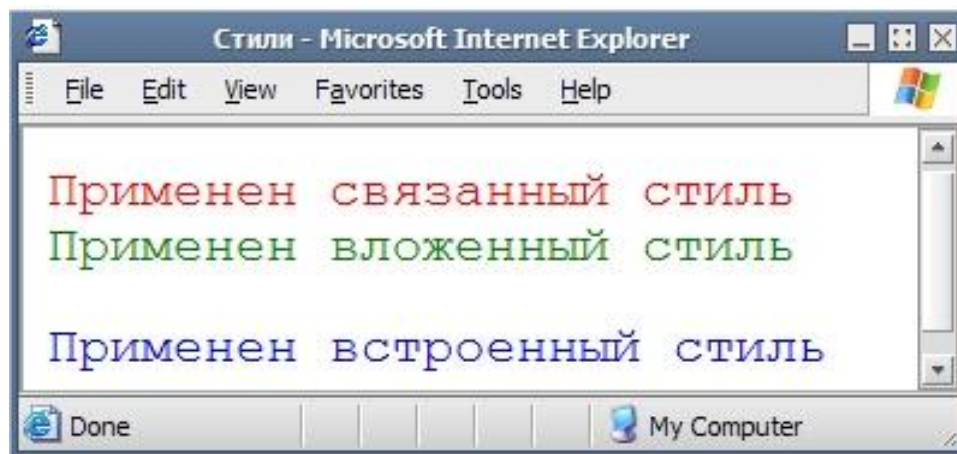 Стили - Microsoft Internet Explorer
File Edit View Favorites Tools Help
Применен связанный стиль
Применен вложенный стиль
Применен встроенный стиль
Done My Computer